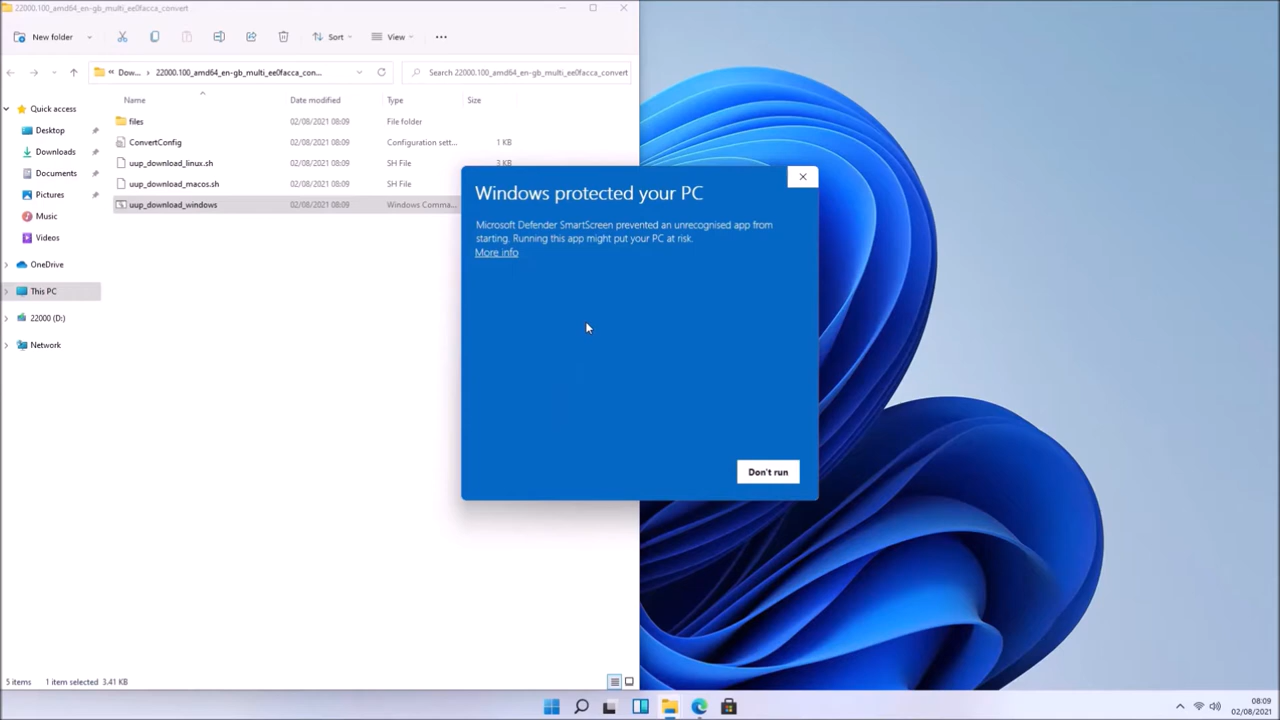 22000.100_amd64_en-gb_multi_ee0facca_convert
New folder
Sort
View
Dow...
22000.100_amd64_en-gb_multi_ee0facca_con...
Search 22000.100_amd64_en-gb_multi_ee0facca_convert
Name
Date modified
Type
Size
Quick access
Desktop
Downloads
Documents
Pictures
Music
Videos
OneDrive
This PC
22000 (D:)
Network
files 02/08/2021 08:09 File folder
ConvertConfig 02/08/2021 08:09 Configuration sett... 1 KB
uup_download_linux.sh 02/08/2021 08:09 SH File 3 KB
uup_download_macos.sh 02/08/2021 08:09 SH File
uup_download_windows 02/08/2021 08:09 Windows Comma...
Windows protected your PC
Microsoft Defender SmartScreen prevented an unrecognised app from
starting. Running this app might put your PC at risk.
More info
Don't run
5 items 1 item selected 3.41 KB
08:09
02/08/2021